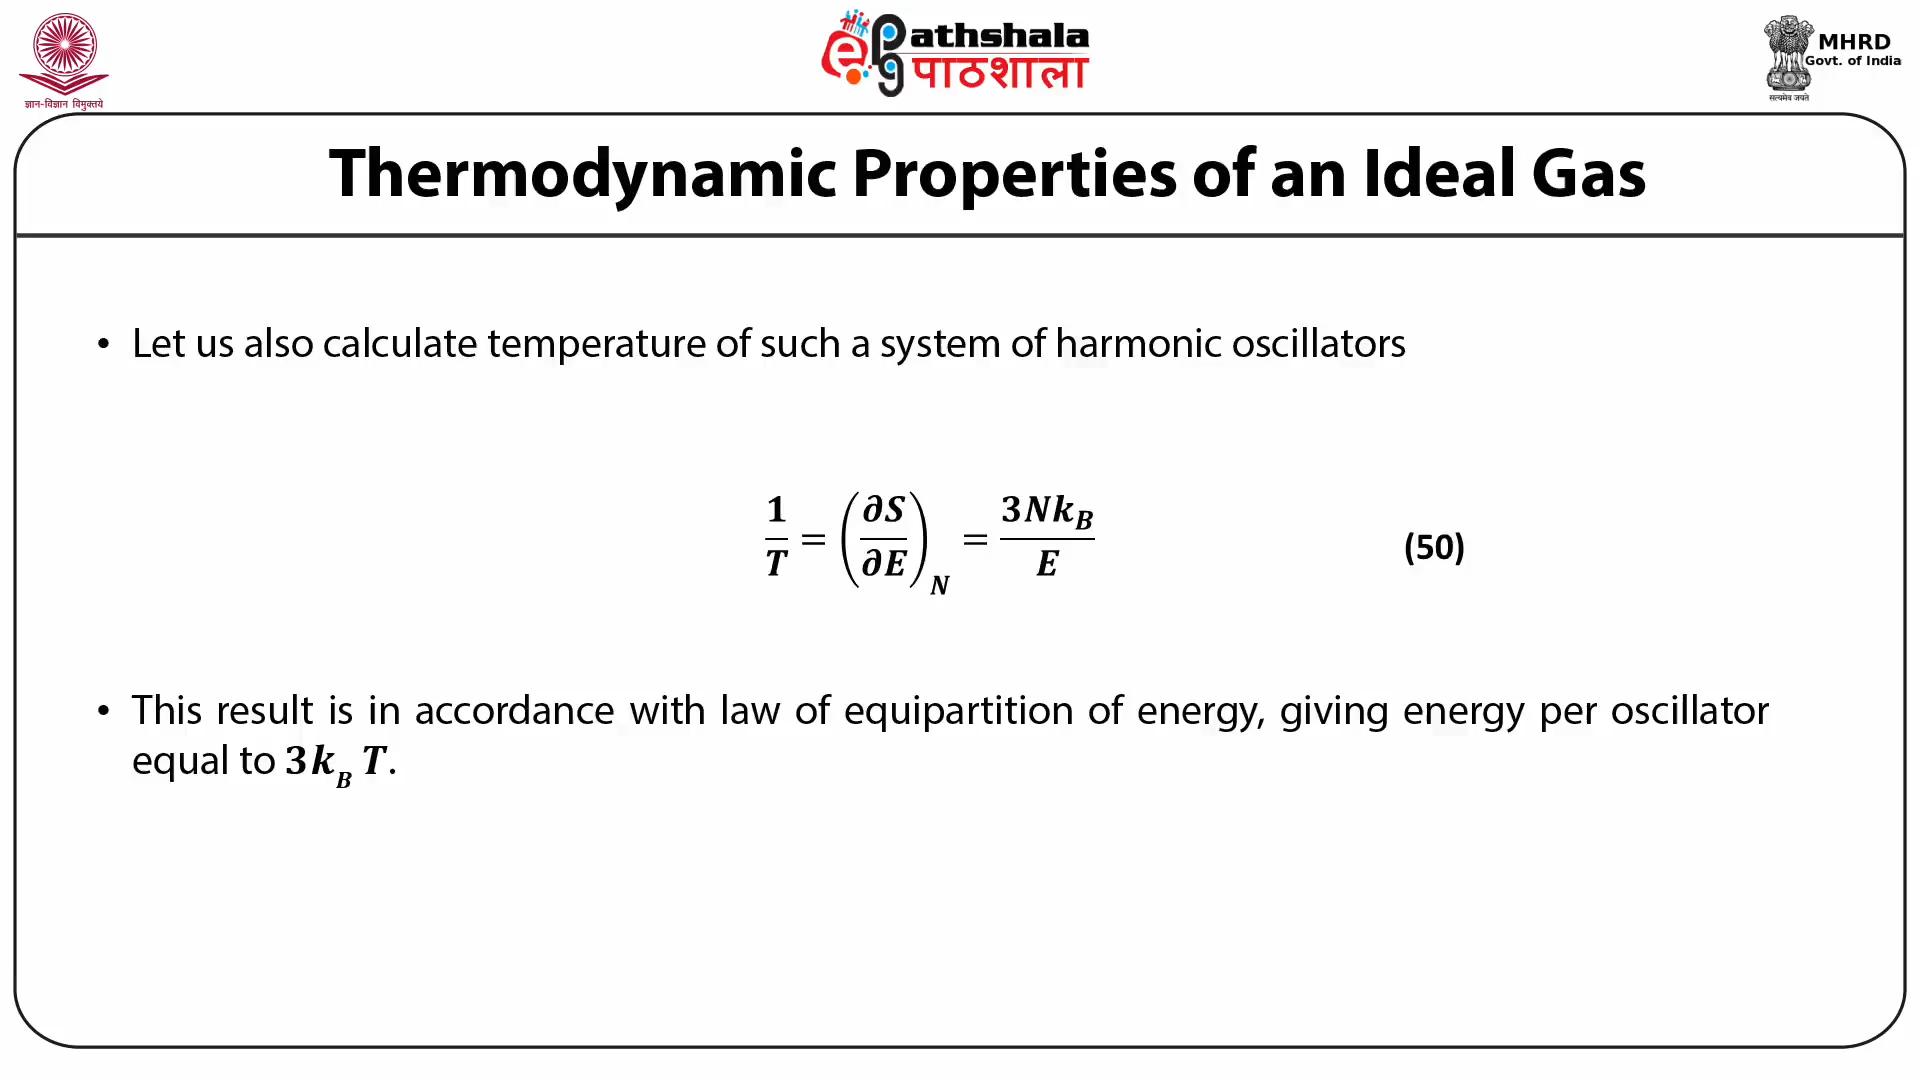 ज्ञान-विज्ञान विमुक्तये
ePathshala
पाठशाला
MHRD
Govt. of India
सत्यमेव जयते
Thermodynamic Properties of an Ideal Gas
• Let us also calculate temperature of such a system of harmonic oscillators
1/T = (∂S/∂E)_N = 3Nk_B/E (50)
• This result is in accordance with law of equipartition of energy, giving energy per oscillator
equal to 3k_B T.